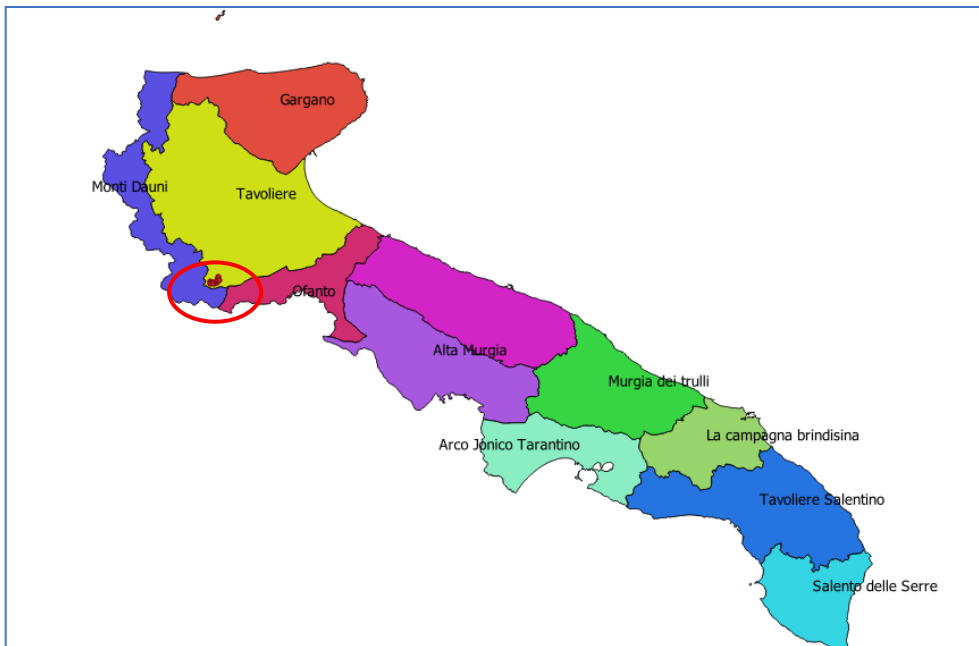 Gargano
Monti Dauni
Tavoliere
Ofanto
Alta Murgia
Murgia dei trulli
La campagna brindisina
Arco Jonico Tarantino
Tavoliere Salentino
Salento delle Serre